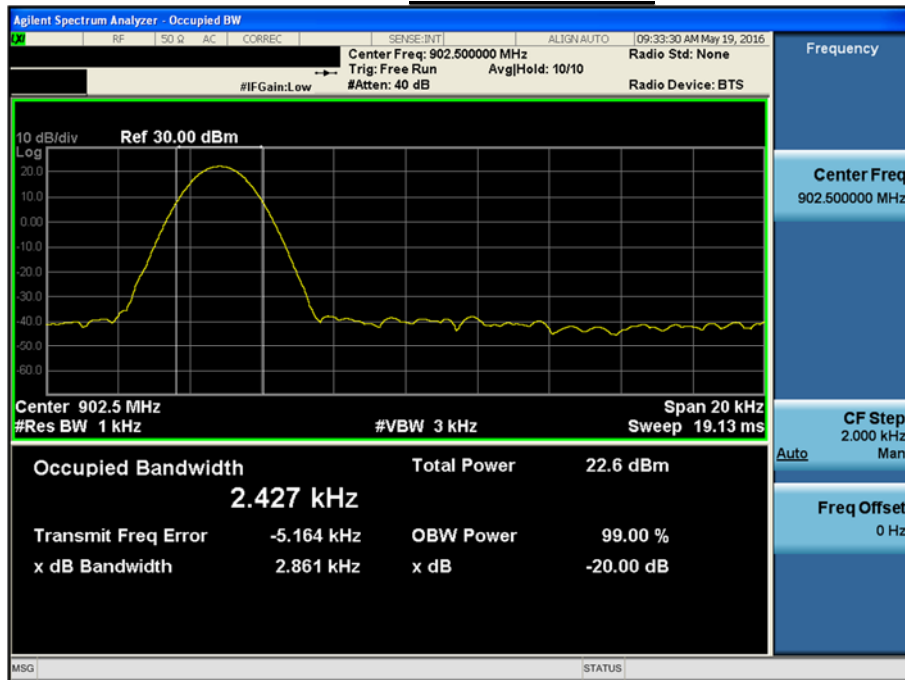 Agilent Spectrum Analyzer - Occupied BW
LXI RF 50 Ω AC CORREC SENSE:INT ALIGN AUTO 09:33:30 AM May 19, 2016
Center Freq: 902.500000 MHz Radio Std: None
Trig: Free Run Avg|Hold: 10/10
#IFGain:Low #Atten: 40 dB Radio Device: BTS
Frequency
10 dB/div Ref 30.00 dBm
Log
20.0
10.0
0.00
-10.0
-20.0
-30.0
-40.0
-50.0
-60.0
Center 902.5 MHz Span 20 kHz
#Res BW 1 kHz #VBW 3 kHz Sweep 19.13 ms
Occupied Bandwidth Total Power 22.6 dBm
2.427 kHz
Transmit Freq Error -5.164 kHz OBW Power 99.00 %
x dB Bandwidth 2.861 kHz x dB -20.00 dB
Center Freq
902.500000 MHz
CF Step
2.000 kHz
Auto Man
Freq Offset
0 Hz
MSG STATUS